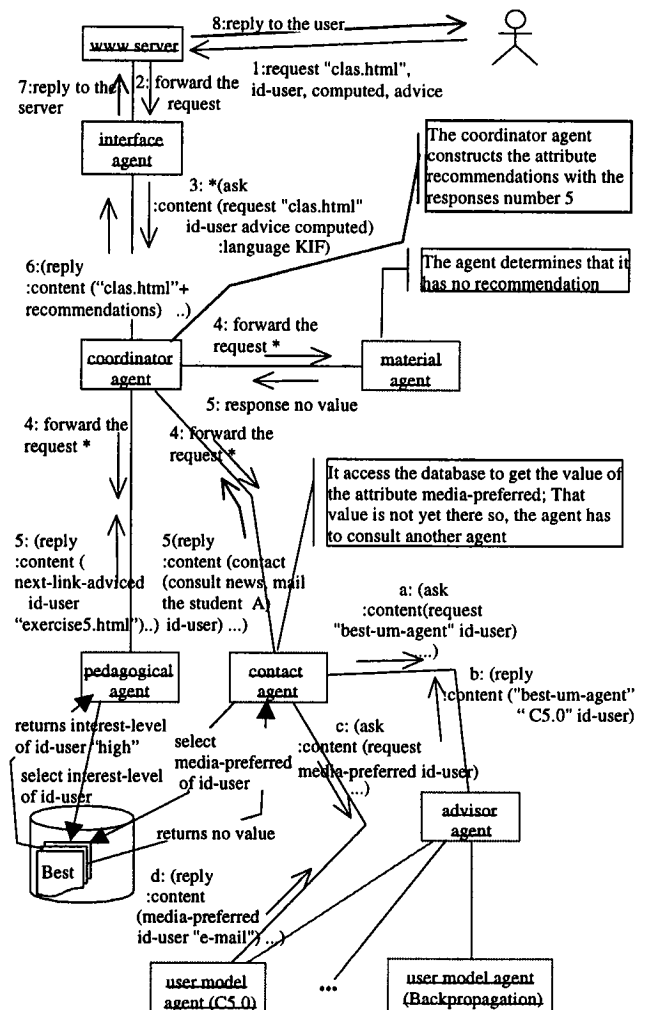 8:reply to the user
www server
1:request "clas.html",
id-user, computed, advice
7:reply to the
server
2: forward the
request
interface
agent
The coordinator agent
constructs the attribute
recommendations with the
responses number 5
3: *(ask
:content (request "clas.html"
id-user advice computed)
:language KIF)
The agent determines that it
has no recommendation
6:(reply
:content ("clas.html"+
recommendations) ..)
4: forward the
request *
coordinator
agent
material
agent
5: response no value
4: forward the
request *
4: forward the
request *
It access the database to get the value of
the attribute media-preferred; That
value is not yet there so, the agent has
to consult another agent
5: (reply
:content (
next-link-adviced
id-user
"exercise5.html")..)
5(reply
:content (contact
(consult news, mail
the student A)
id-user) ...)
a: (ask
:content(request
"best-um-agent" id-user)
....)
pedagogical
agent
contact
agent
b: (reply
:content ("best-um-agent"
"C5.0" id-user)
returns interest-level
of id-user "high"
select
media-preferred
of id-user
c: (ask
:content (request
media-preferred id-user)
...)
select interest-level
of id-user
advisor
agent
returns no value
Best
d: (reply
:content
(media-preferred
id-user "e-mail") ...)
user model
agent (C5.0)
...
user model agent
(Backpropagation)